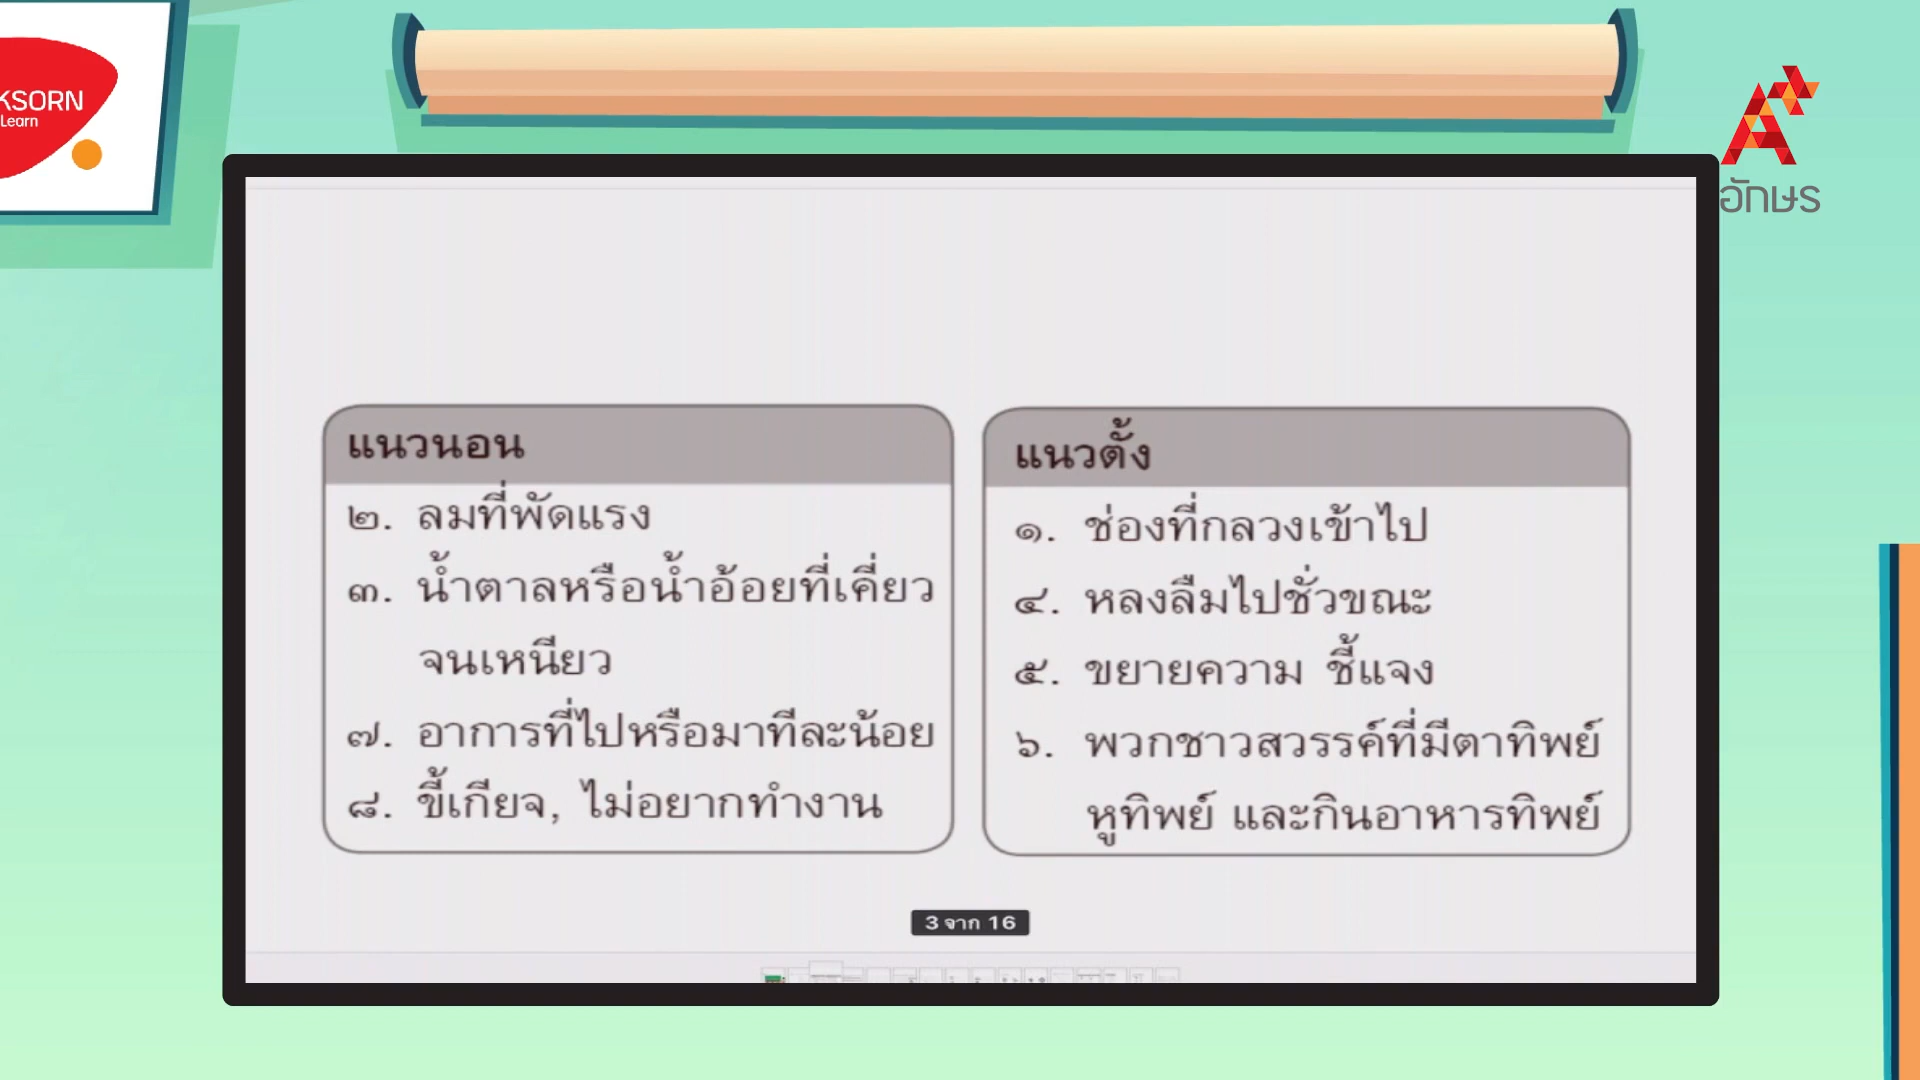 KSORN
Learn
อักษร
แนวนอน
๒. ลมที่พัดแรง
๓. น้ำตาลหรือน้ำอ้อยที่เคี่ยว
จนเหนียว
๗. อาการที่ไปหรือมาทีละน้อย
๘. ขี้เกียจ, ไม่อยากทำงาน
แนวตั้ง
๑. ช่องที่กลวงเข้าไป
๔. หลงลืมไปชั่วขณะ
๕. ขยายความ ชี้แจง
๖. พวกชาวสวรรค์ที่มีตาทิพย์
หูทิพย์ และกินอาหารทิพย์
3 จาก 16